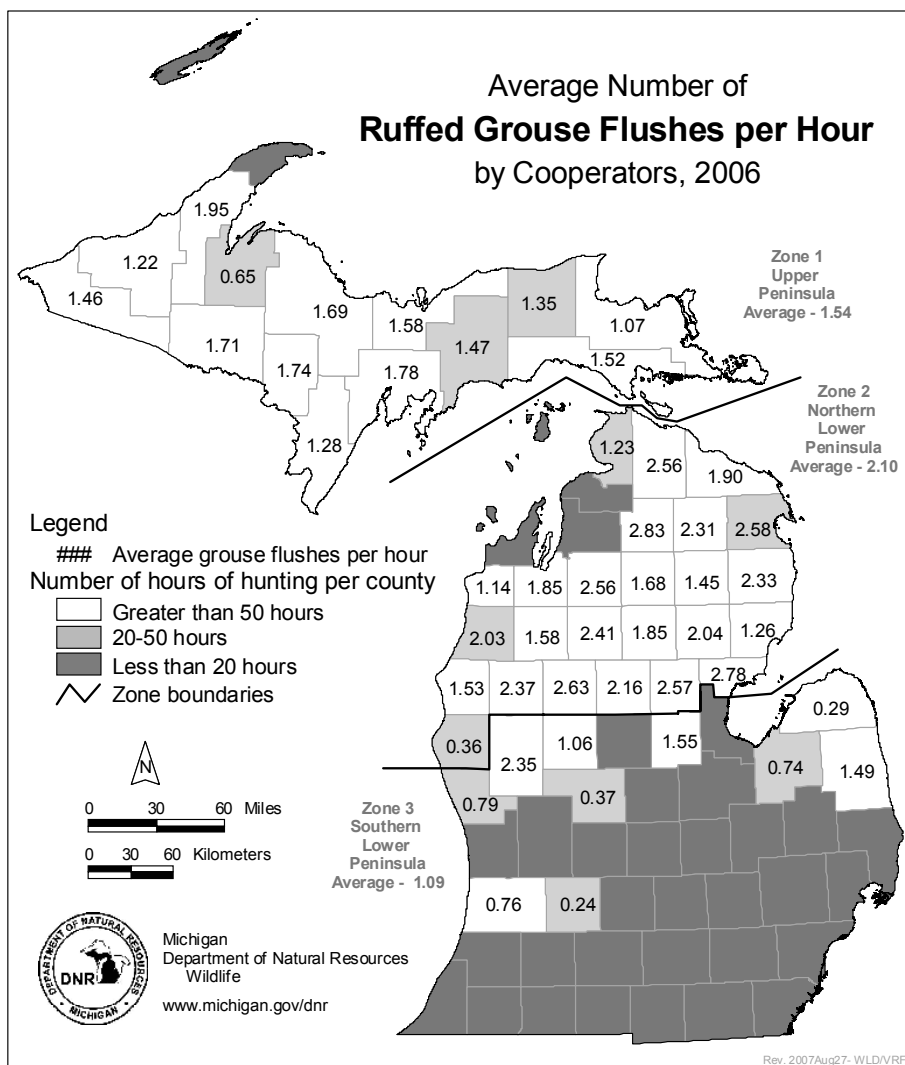 Average Number of
Ruffed Grouse Flushes per Hour
by Cooperators, 2006
1.95
1.22
0.65
1.46
1.69
1.58
1.35
1.07
1.71
1.47
1.74
1.78
1.52
1.28
Zone 1
Upper
Peninsula
Average - 1.54
Zone 2
Northern
Lower
Peninsula
Average - 2.10
1.23
2.56
1.90
2.83
2.31
2.58
1.14
1.85
2.56
1.68
1.45
2.33
2.03
1.58
2.41
1.85
2.04
1.26
1.53
2.37
2.63
2.16
2.57
2.78
0.36
2.35
1.06
1.55
0.29
0.79
0.37
0.74
1.49
0.76
0.24
Legend
### Average grouse flushes per hour
Number of hours of hunting per county
Greater than 50 hours
20-50 hours
Less than 20 hours
Zone boundaries
N
0 30 60 Miles
0 30 60 Kilometers
Zone 3
Southern
Lower
Peninsula
Average - 1.09
DEPARTMENT OF NATURAL RESOURCES
DNR
MICHIGAN
Michigan
Department of Natural Resources
Wildlife
www.michigan.gov/dnr
Rev. 2007Aug27- WLD/VRF